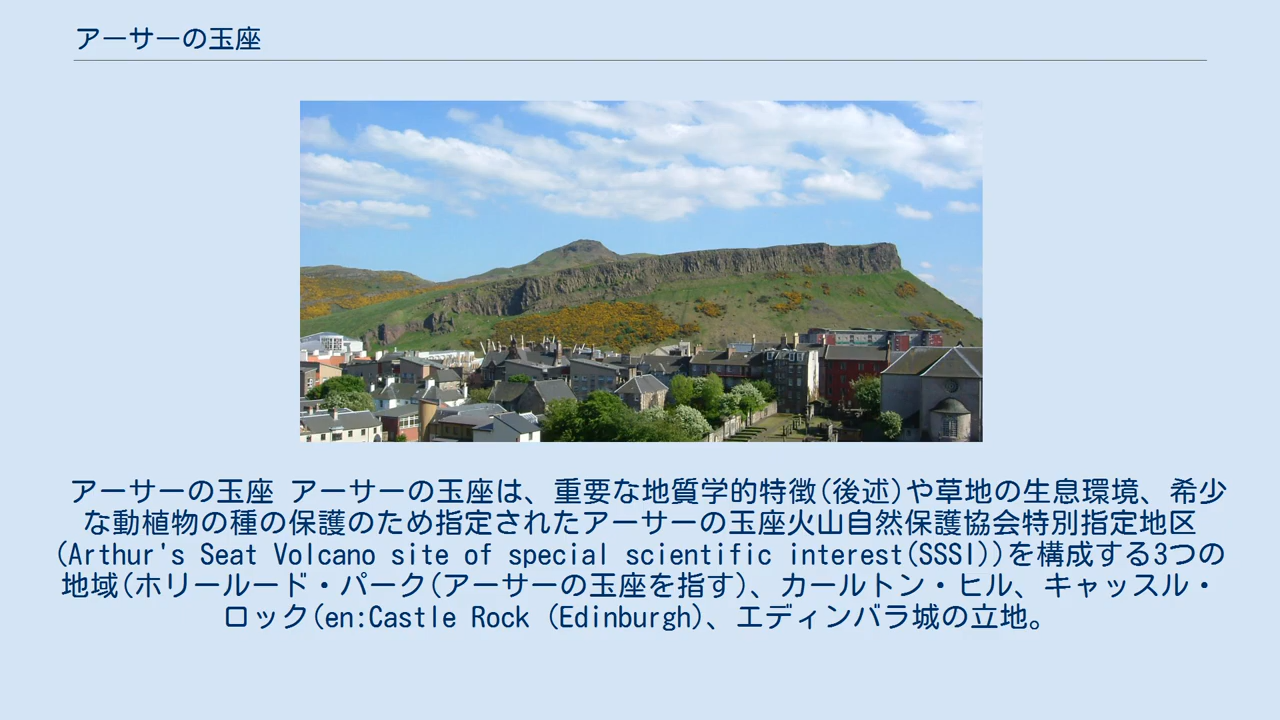 アーサーの玉座
アーサーの玉座 アーサーの玉座は、重要な地質学的特徴(後述)や草地の生息環境、希少
な動植物の種の保護のため指定されたアーサーの玉座火山自然保護協会特別指定地区
(Arthur's Seat Volcano site of special scientific interest(SSSI))を構成する3つの
地域(ホリールード・パーク(アーサーの玉座を指す)、カールトン・ヒル、キャッスル・
ロック(en:Castle Rock (Edinburgh)、エディンバラ城の立地。